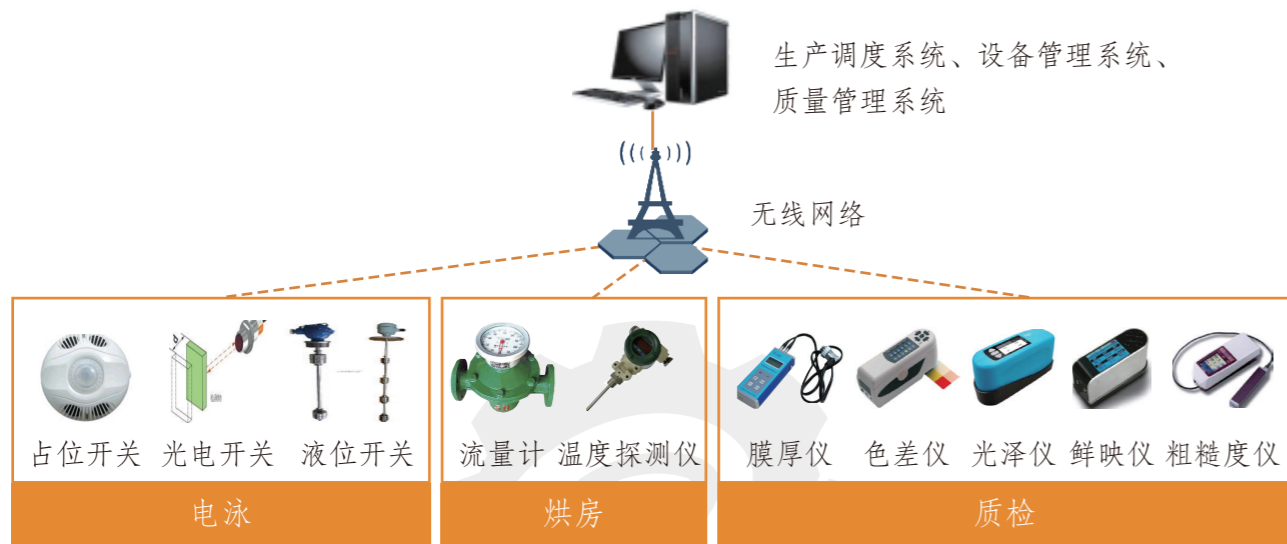 生产调度系统、设备管理系统、
质量管理系统
无线网络
占位开关 光电开关 液位开关
流量计 温度探测仪
膜厚仪 色差仪 光泽仪 鲜映仪 粗糙度仪
电泳
烘房
质检